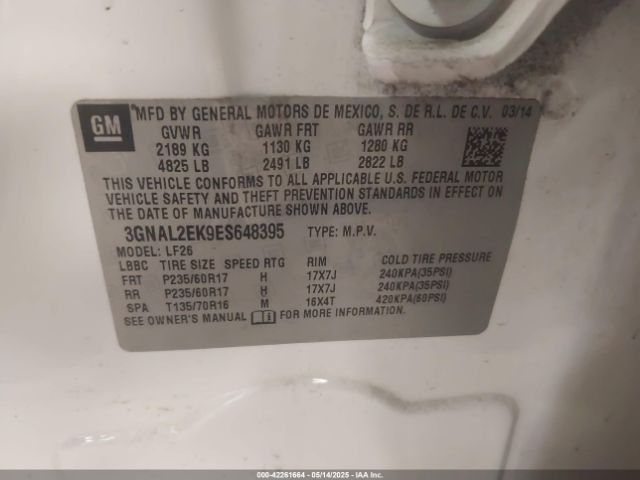 GM
MFD BY GENERAL MOTORS DE MEXICO, S. DE R.L. DE C.V. 03/14
GVWR GAWR FRT GAWR RR
2189 KG 1130 KG 1280 KG
4825 LB 2491 LB 2822 LB
THIS VEHICLE CONFORMS TO ALL APPLICABLE U.S. FEDERAL MOTOR
VEHICLE SAFETY AND THEFT PREVENTION STANDARDS IN EFFECT ON
THE DATE OF MANUFACTURE SHOWN ABOVE.
3GNAL2EK9ES648395 TYPE: M.P.V.
MODEL: LF26
LBBC TIRE SIZE SPEED RTG RIM COLD TIRE PRESSURE
FRT P235/60R17 H 17X7J 240KPA(35PSI)
RR P235/60R17 H 17X7J 240KPA(35PSI)
SPA T135/70R16 M 16X4T 420KPA(60PSI)
SEE OWNER'S MANUAL FOR MORE INFORMATION.
000-42261664 - 05/14/2025 - IAAI.com